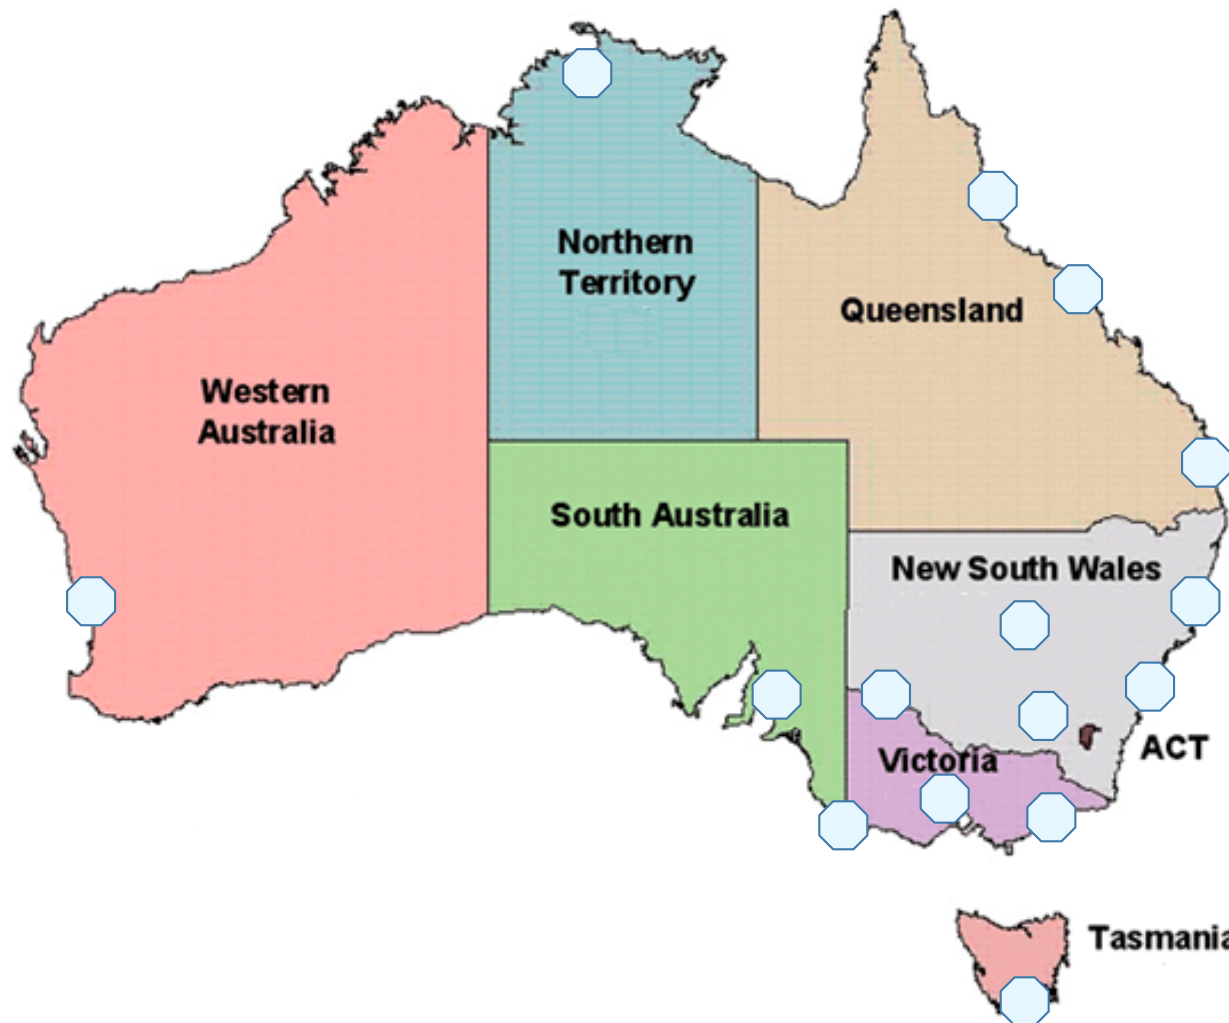 Northern
Territory
Queensland
Western
Australia
South Australia
New South Wales
ACT
Victoria
Tasmania